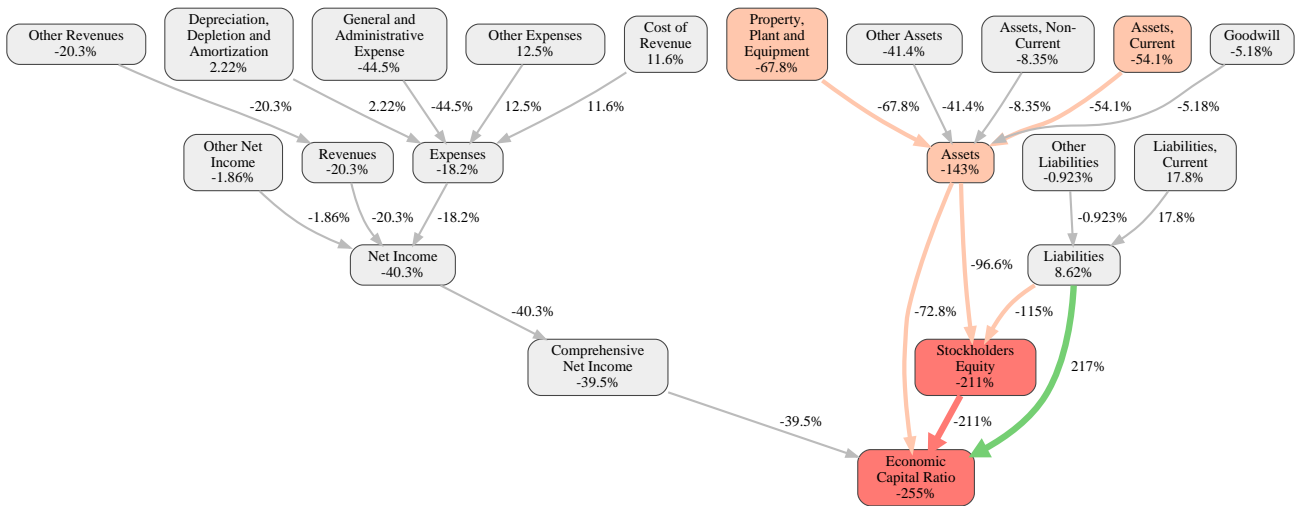 Other Revenues
-20.3%
Depreciation,
Depletion and
Amortization
2.22%
General and
Administrative
Expense
-44.5%
Other Expenses
12.5%
Cost of
Revenue
11.6%
Property,
Plant and
Equipment
-67.8%
Other Assets
-41.4%
Assets, Non-
Current
-8.35%
Assets,
Current
-54.1%
Goodwill
-5.18%
-20.3%
2.22%
-44.5%
12.5%
11.6%
-67.8%
-41.4%
-8.35%
-54.1%
-5.18%
Other Net
Income
-1.86%
Revenues
-20.3%
Expenses
-18.2%
Assets
-143%
Other
Liabilities
-0.923%
Liabilities,
Current
17.8%
-1.86%
-20.3%
-18.2%
-0.923%
17.8%
Net Income
-40.3%
-96.6%
Liabilities
8.62%
-40.3%
-72.8%
-115%
Comprehensive
Net Income
-39.5%
Stockholders
Equity
-211%
217%
-39.5%
-211%
Economic
Capital Ratio
-255%